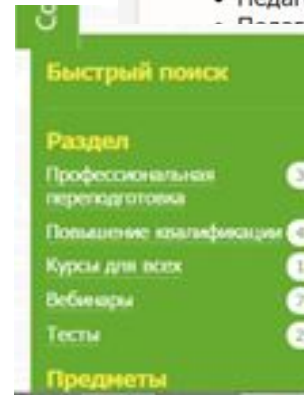 Быстрый поиск
Раздел
Профессиональная
переподготовка
Повышение квалификации
Курсы для всех
Вебинары
Тесты
Предметы